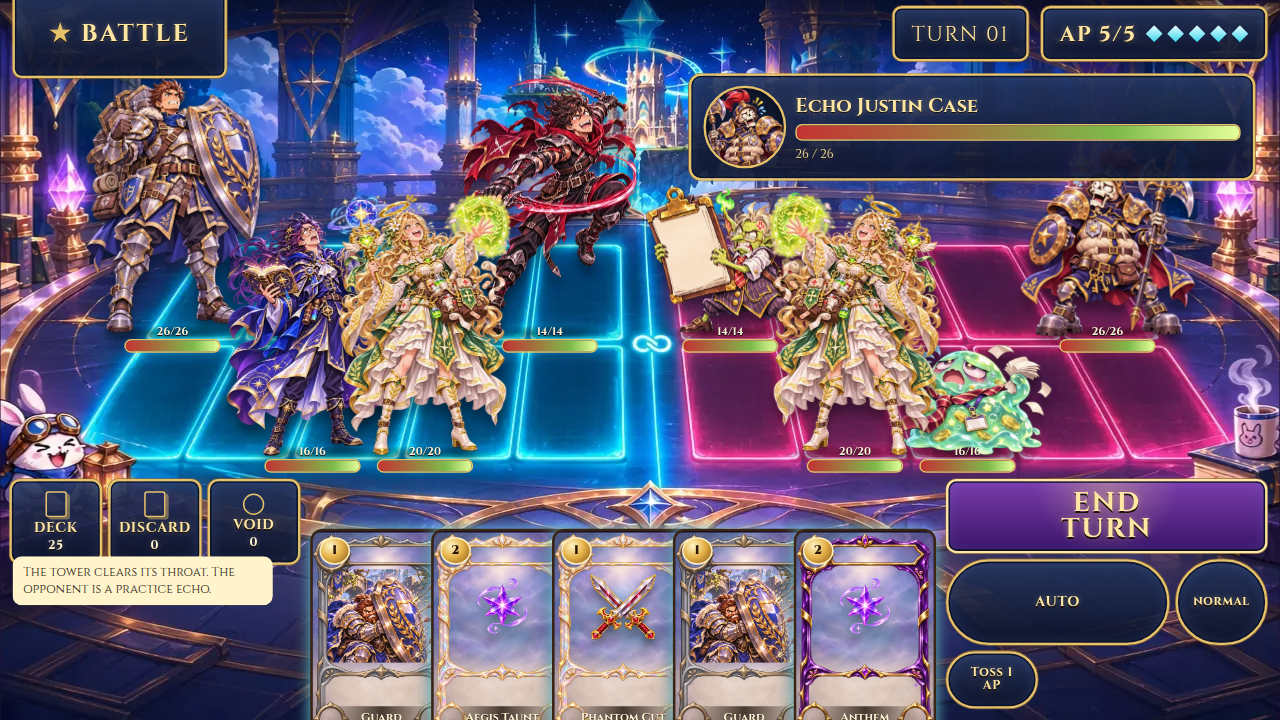 ★ BATTLE
TURN 01
AP 5/5
ECHO JUSTIN CASE
26 / 26
26/26
14/14
14/14
26/26
16/16
20/20
20/20
16/16
DECK
25
DISCARD
0
VOID
0
THE TOWER CLEARS ITS THROAT. THE
OPPONENT IS A PRACTICE ECHO.
1
2
1
1
2
GUARD
AEGIS TAUNT
PHANTOM CUT
GUARD
ANTHEM
END
TURN
AUTO
NORMAL
TOSS 1
AP